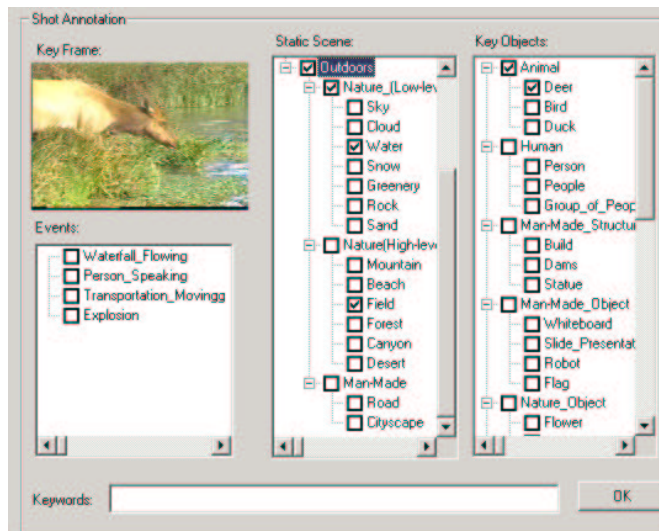 Shot Annotation
Key Frame:
Static Scene:
Key Objects:
Outdoors
Nature_(Low-lev
Sky
Cloud
Water
Snow
Greenery
Rock
Sand
Nature(High-lev
Mountain
Beach
Field
Forest
Canyon
Desert
Man-Made
Road
Cityscape
Animal
Deer
Bird
Duck
Human
Person
People
Group_of_Peop
Man-Made_Structu
Build
Dams
Statue
Man-Made_Object
Whiteboard
Slide_Presentat
Robot
Flag
Nature_Object
Flower
Events:
Waterfall_Flowing
Person_Speaking
Transportation_Movingg
Explosion
Keywords:
OK